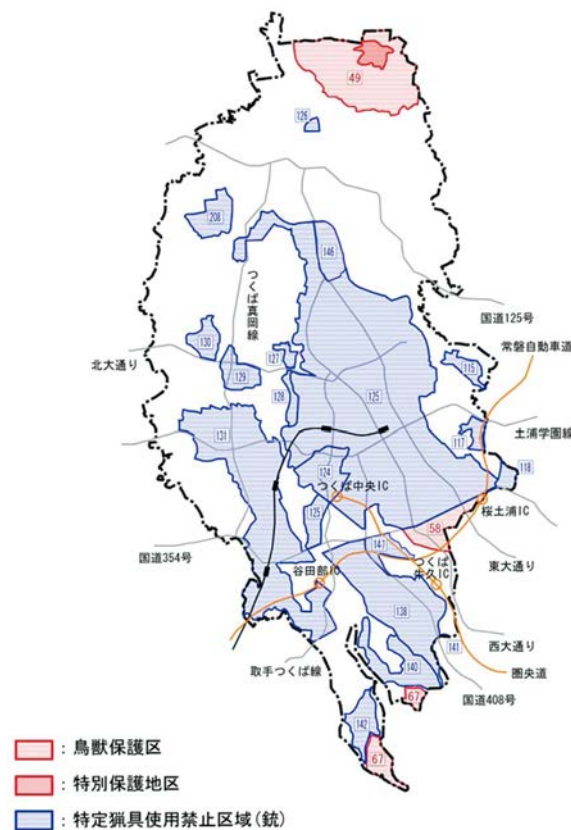 49
126
208
146
つくば真岡線
国道125号
常磐自動車道
130
北大通り
127
129
115
128
125
土浦学園線
131
117
124
118
つくば中央IC
125
桜土浦IC
58
国道354号
147
東大通り
谷田部IC
つくば
牛久IC
138
西大通り
141
140
圏央道
取手つくば線
67
国道408号
142
67
:鳥獣保護区
:特別保護地区
:特定猟具使用禁止区域(銃)